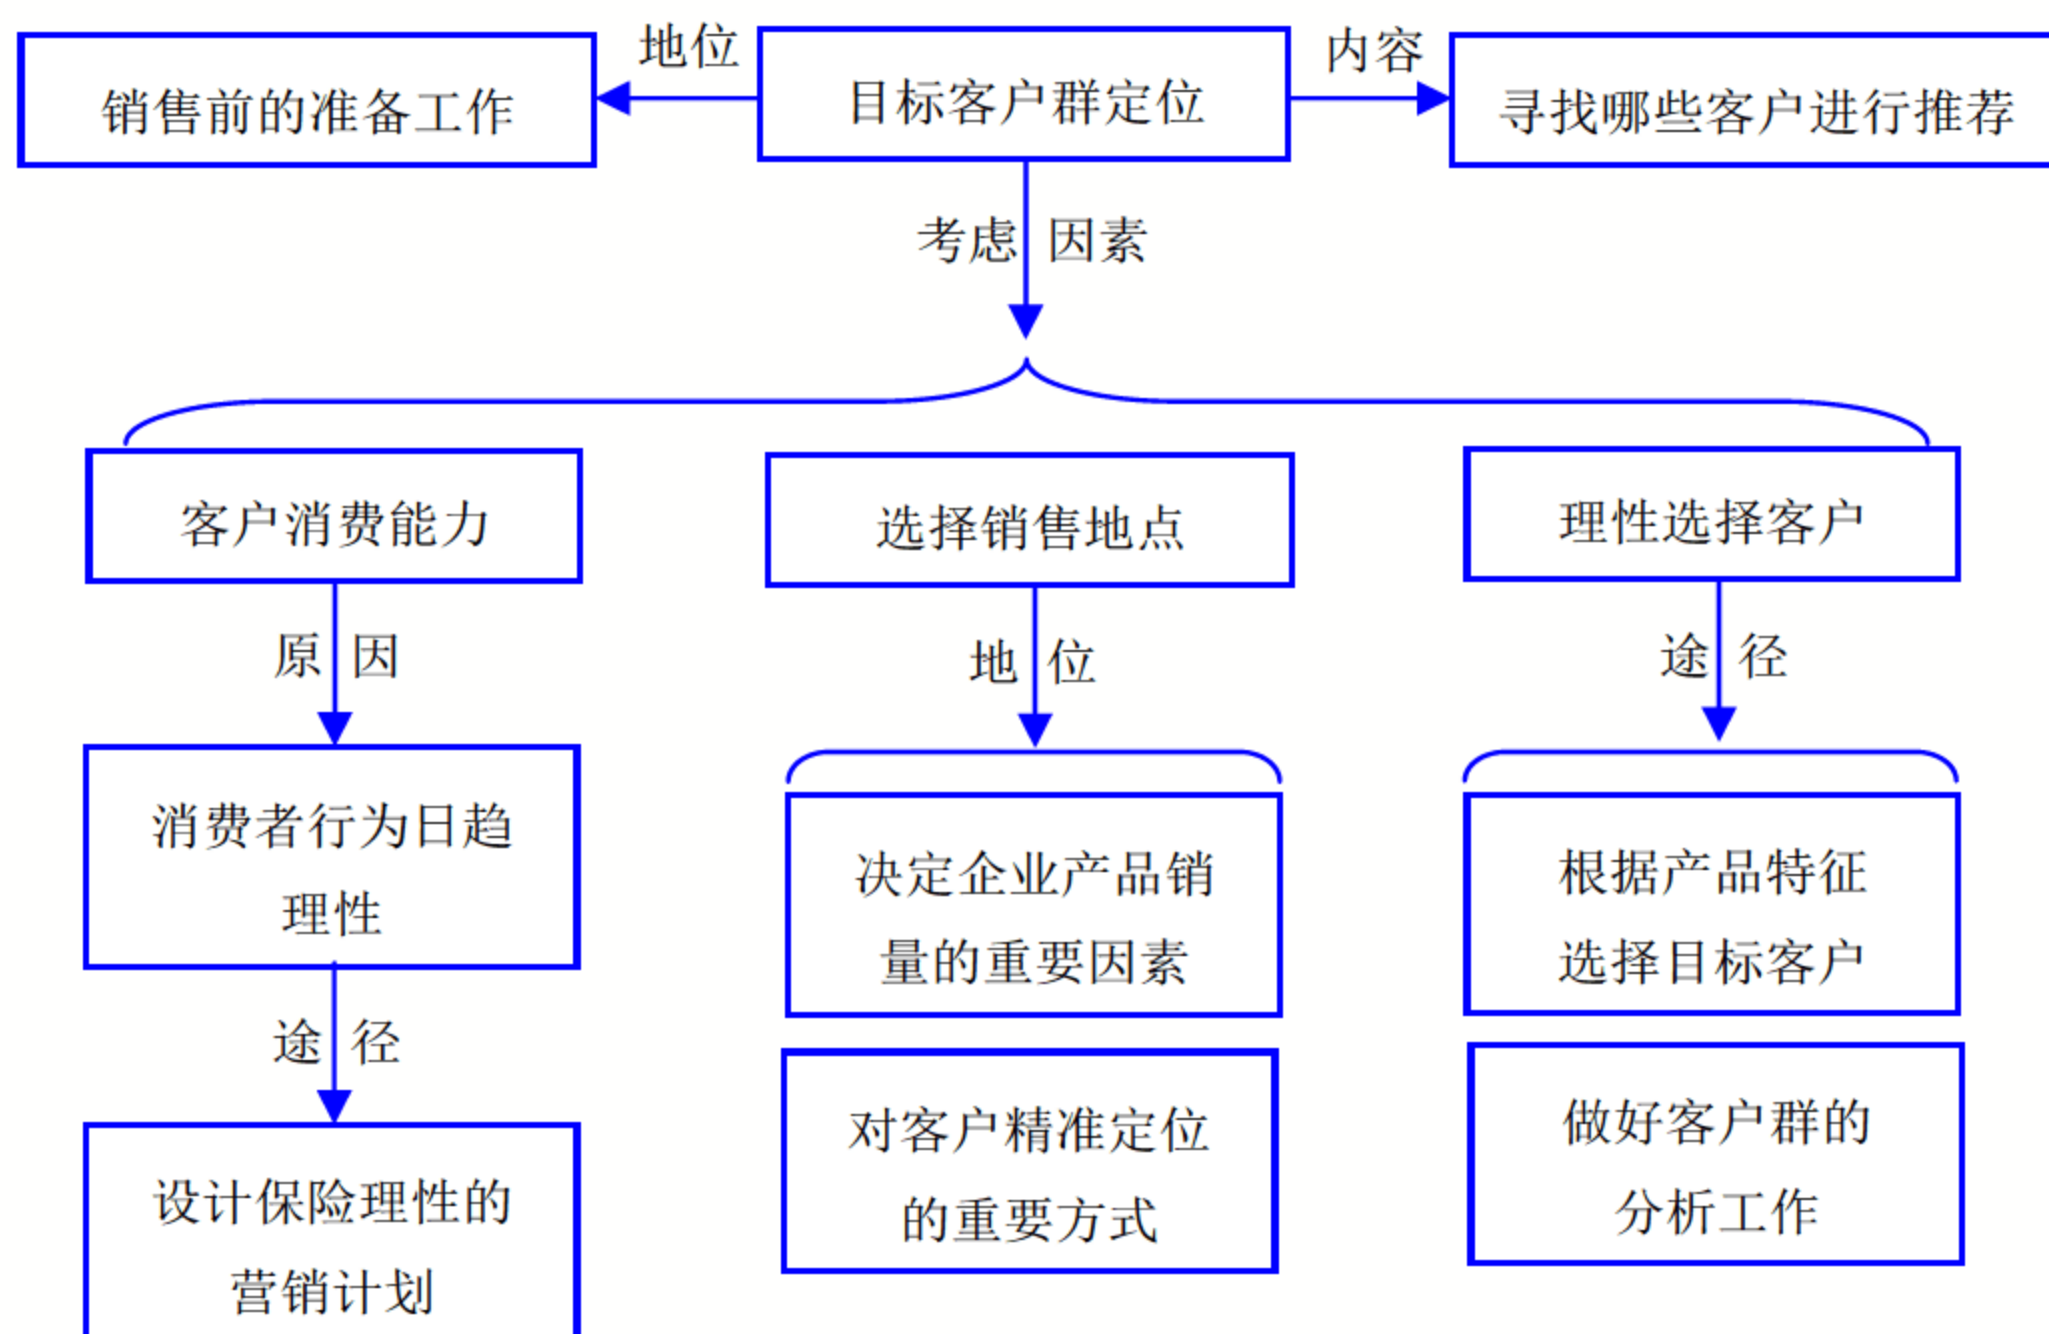 地位
内容
销售前的准备工作
目标客户群定位
寻找哪些客户进行推荐
考虑 因素
客户消费能力
选择销售地点
理性选择客户
原 因
地 位
途 径
消费者行为日趋
理性
决定企业产品销
量的重要因素
根据产品特征
选择目标客户
途 径
设计保险理性的
营销计划
对客户精准定位
的重要方式
做好客户群的
分析工作